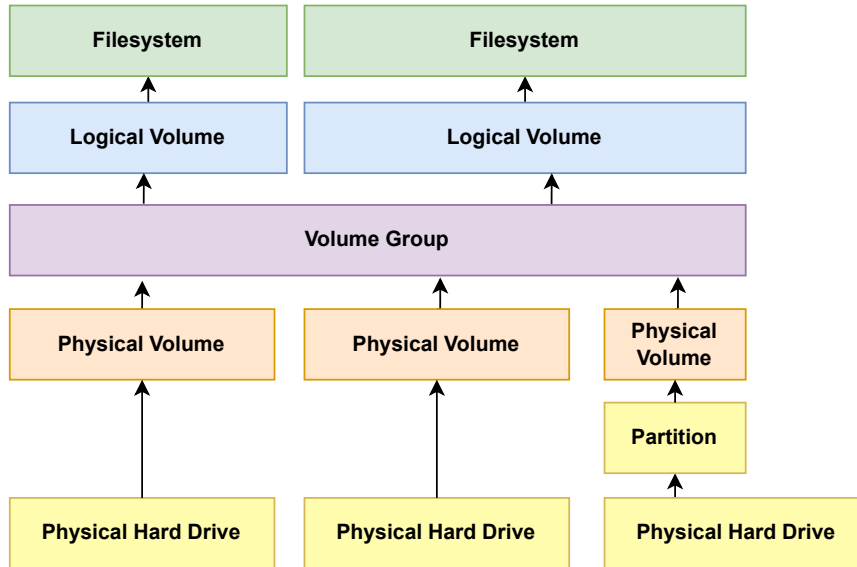 Filesystem
Filesystem
Logical Volume
Logical Volume
Volume Group
Physical Volume
Physical Volume
Physical
Volume
Partition
Physical Hard Drive
Physical Hard Drive
Physical Hard Drive